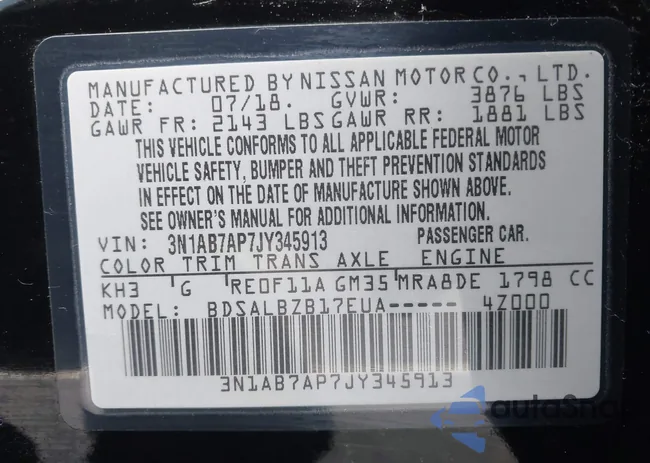 MANUFACTURED BY NISSAN MOTOR CO., LTD.
DATE: 07/18. GVWR: 3876 LBS
GAWR FR: 2143 LBS GAWR RR: 1881 LBS
THIS VEHICLE CONFORMS TO ALL APPLICABLE FEDERAL MOTOR
VEHICLE SAFETY, BUMPER AND THEFT PREVENTION STANDARDS
IN EFFECT ON THE DATE OF MANUFACTURE SHOWN ABOVE.
SEE OWNER'S MANUAL FOR ADDITIONAL INFORMATION.
VIN: 3N1AB7AP7JY345913 PASSENGER CAR.
COLOR TRIM TRANS AXLE ENGINE
KH3 G RE0F11A GM35 MRA8DE 1798 CC
MODEL: BDSALBZB17EUA----- 4Z000
3N1AB7AP7JY345913